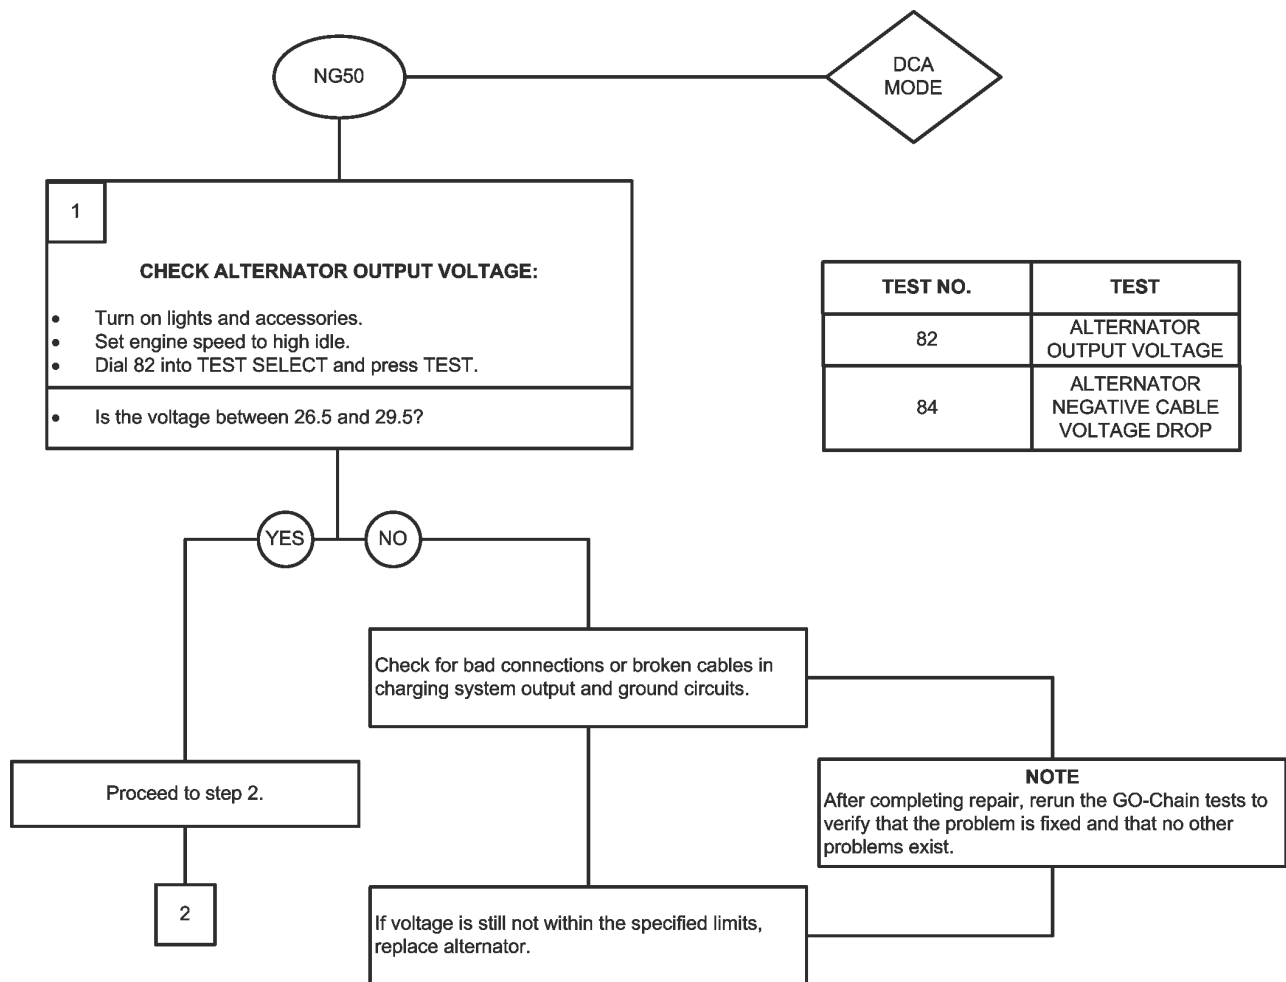 NG50
DCA
MODE
1
CHECK ALTERNATOR OUTPUT VOLTAGE:
• Turn on lights and accessories.
• Set engine speed to high idle.
• Dial 82 into TEST SELECT and press TEST.
• Is the voltage between 26.5 and 29.5?
TEST NO. TEST
82 ALTERNATOR
OUTPUT VOLTAGE
84 ALTERNATOR
NEGATIVE CABLE
VOLTAGE DROP
YES NO
Check for bad connections or broken cables in
charging system output and ground circuits.
Proceed to step 2.
NOTE
After completing repair, rerun the GO-Chain tests to
verify that the problem is fixed and that no other
problems exist.
2
If voltage is still not within the specified limits,
replace alternator.